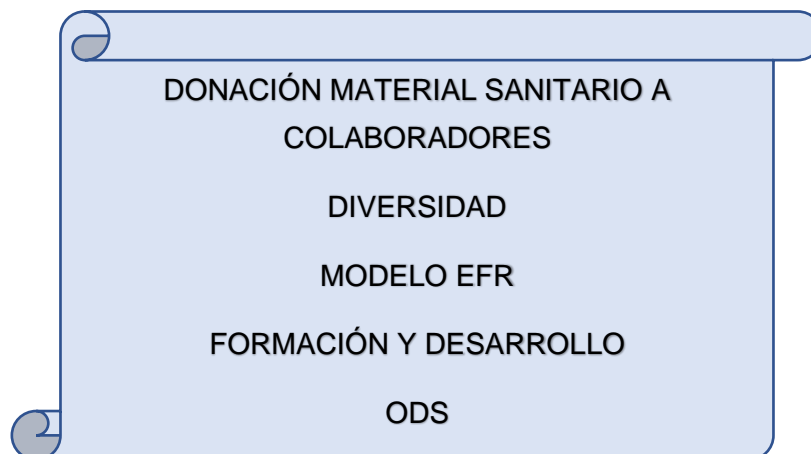 DONACIÓN MATERIAL SANITARIO A
COLABORADORES
DIVERSIDAD
MODELO EFR
FORMACIÓN Y DESARROLLO
ODS